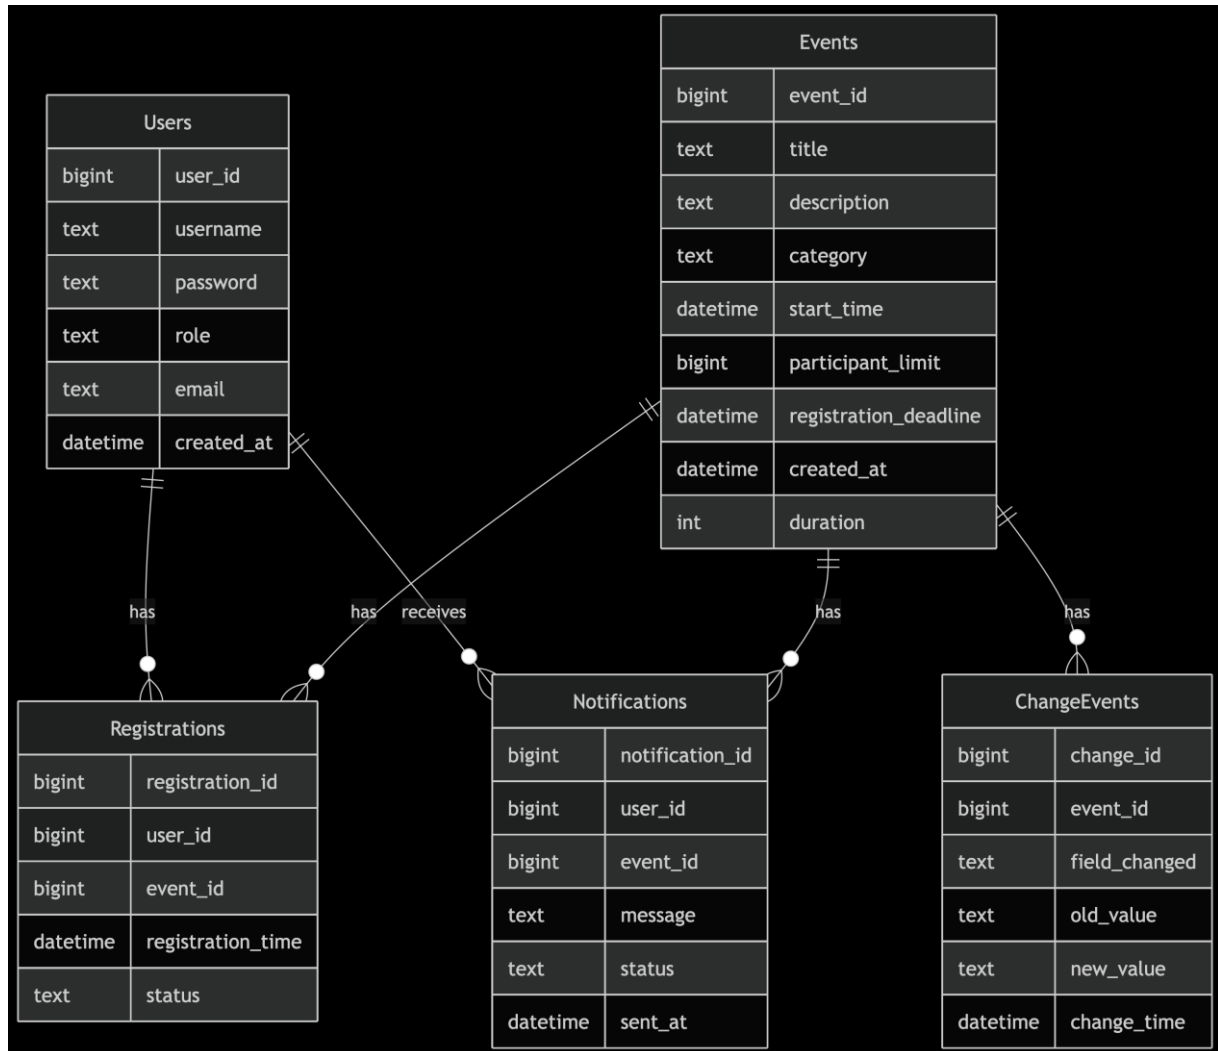 Events
bigint event_id
text title
text description
text category
datetime start_time
bigint participant_limit
datetime registration_deadline
datetime created_at
int duration
Users
bigint user_id
text username
text password
text role
text email
datetime created_at
has
has
receives
has
has
Registrations
bigint registration_id
bigint user_id
bigint event_id
datetime registration_time
text status
Notifications
bigint notification_id
bigint user_id
bigint event_id
text message
text status
datetime sent_at
ChangeEvents
bigint change_id
bigint event_id
text field_changed
text old_value
text new_value
datetime change_time